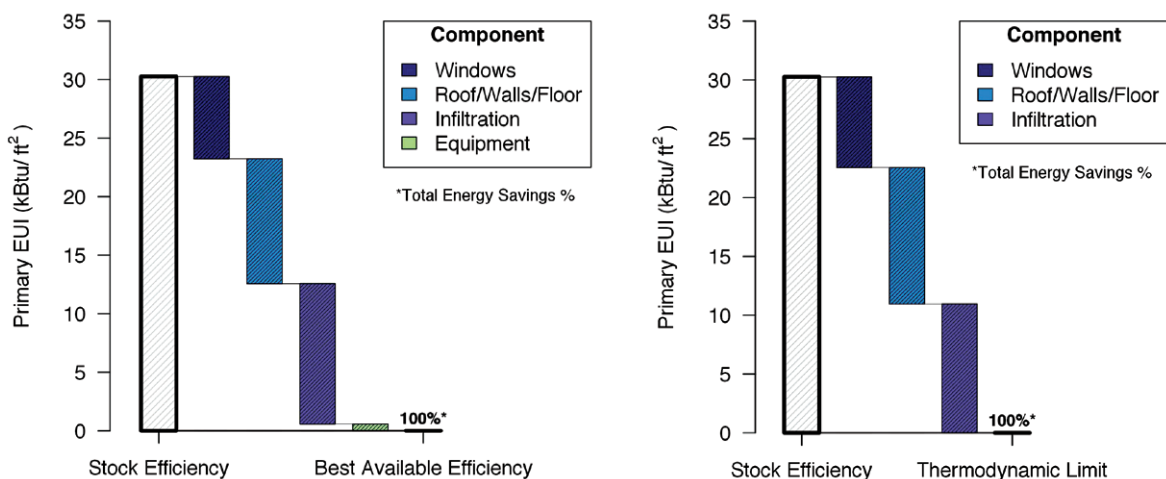 Primary EUI (kBtu/ ft²)
35
30
25
20
15
10
5
0
Component
Windows
Roof/Walls/Floor
Infiltration
Equipment
*Total Energy Savings %
100%*
Stock Efficiency
Best Available Efficiency
Primary EUI (kBtu/ ft²)
35
30
25
20
15
10
5
0
Component
Windows
Roof/Walls/Floor
Infiltration
*Total Energy Savings %
100%*
Stock Efficiency
Thermodynamic Limit